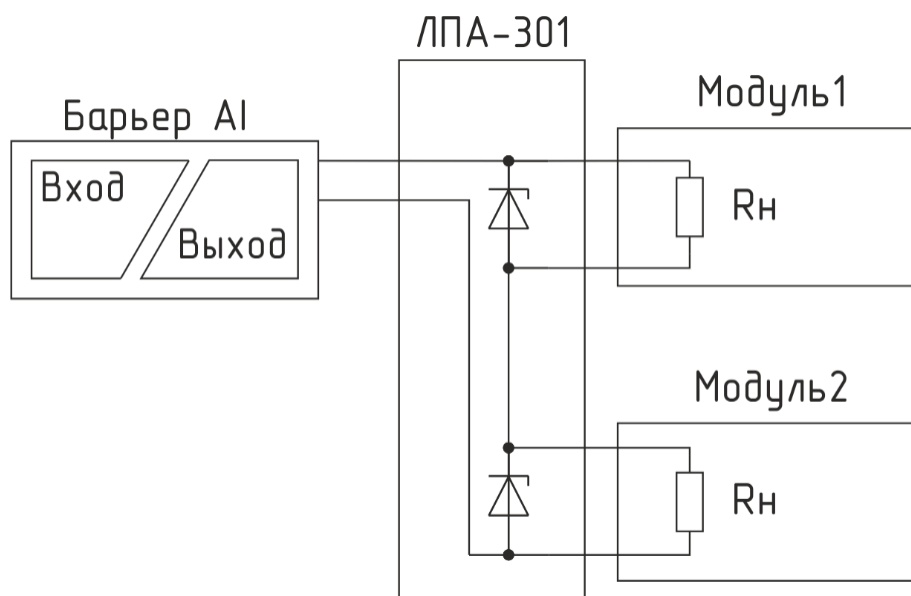 ЛПА-301
Модуль1
Барьер AI
Вход
Rн
Выход
Модуль2
Rн